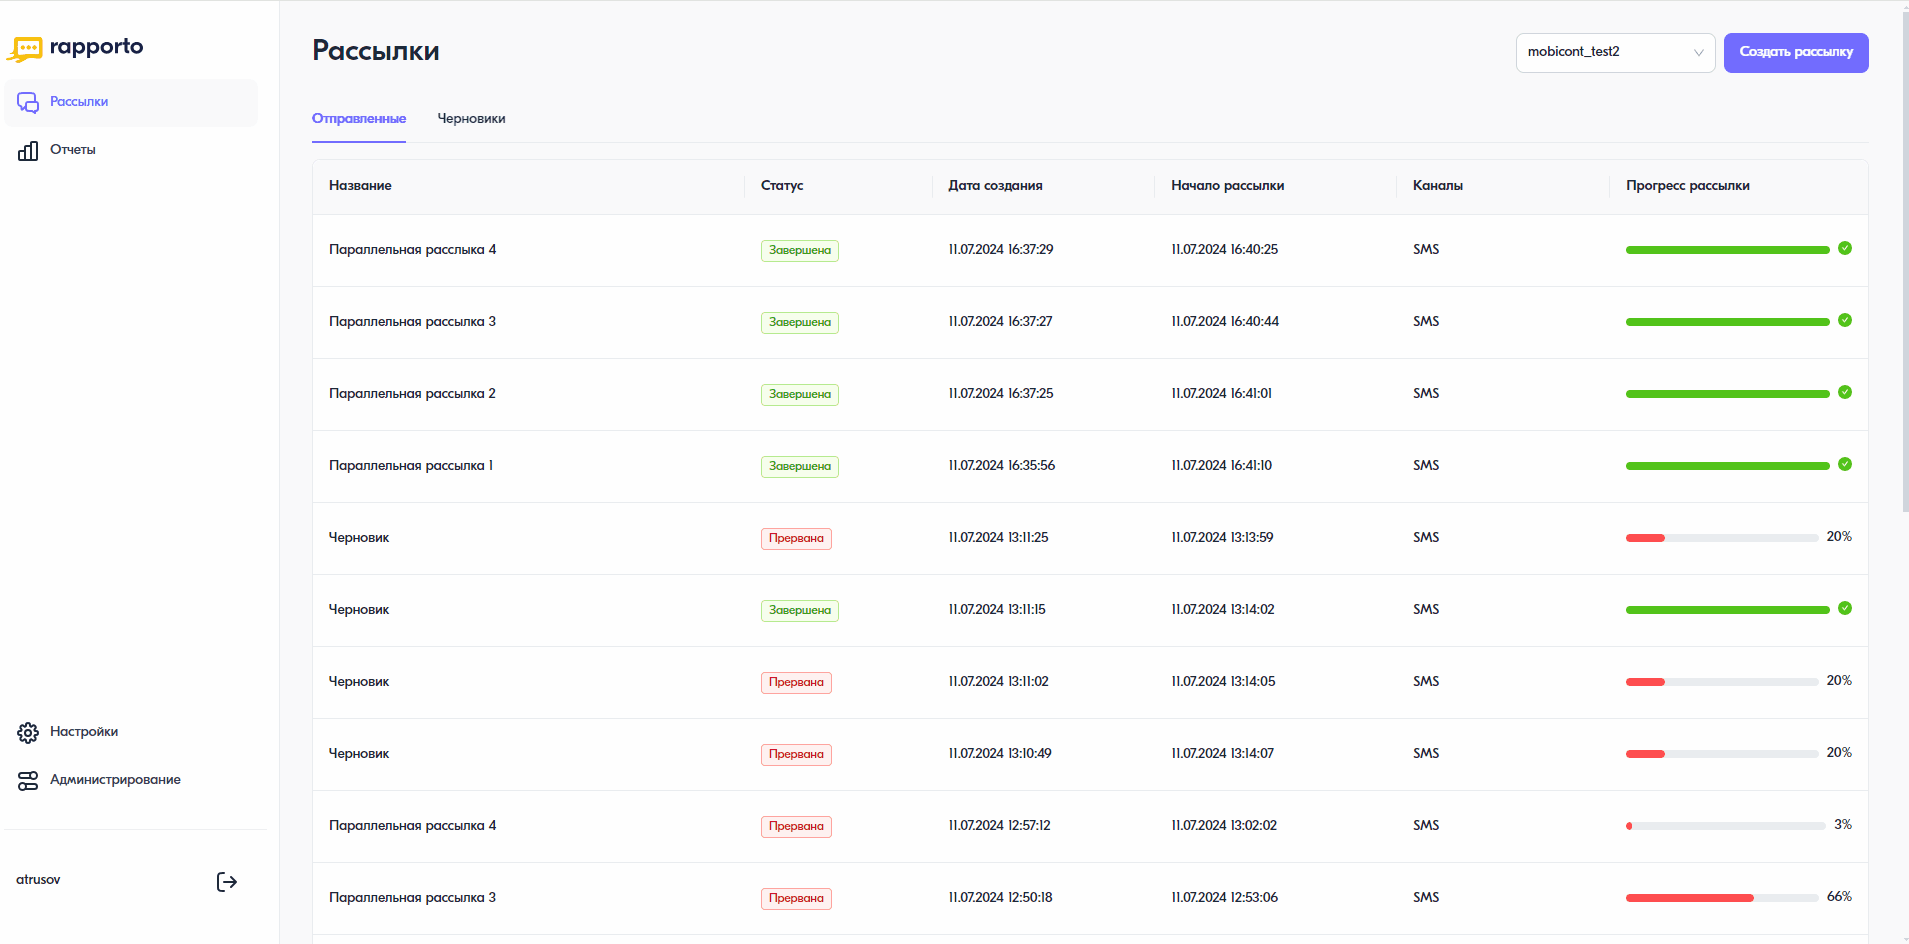 rapporto
Рассылки
Отчеты
Настройки
Администрирование
atrusov
Рассылки
mobicont_test2
Создать рассылку
Отправленные Черновики
Название Статус Дата создания Начало рассылки Каналы Прогресс рассылки
Параллельная расслыка 4 Завершена 11.07.2024 16:37:29 11.07.2024 16:40:25 SMS
Параллельная рассылка 3 Завершена 11.07.2024 16:37:27 11.07.2024 16:40:44 SMS
Параллельная рассылка 2 Завершена 11.07.2024 16:37:25 11.07.2024 16:41:01 SMS
Параллельная рассылка 1 Завершена 11.07.2024 16:35:56 11.07.2024 16:41:10 SMS
Черновик Прервана 11.07.2024 13:11:25 11.07.2024 13:13:59 SMS 20%
Черновик Завершена 11.07.2024 13:11:15 11.07.2024 13:14:02 SMS
Черновик Прервана 11.07.2024 13:11:02 11.07.2024 13:14:05 SMS 20%
Черновик Прервана 11.07.2024 13:10:49 11.07.2024 13:14:07 SMS 20%
Параллельная рассылка 4 Прервана 11.07.2024 12:57:12 11.07.2024 13:02:02 SMS 3%
Параллельная рассылка 3 Прервана 11.07.2024 12:50:18 11.07.2024 12:53:06 SMS 66%